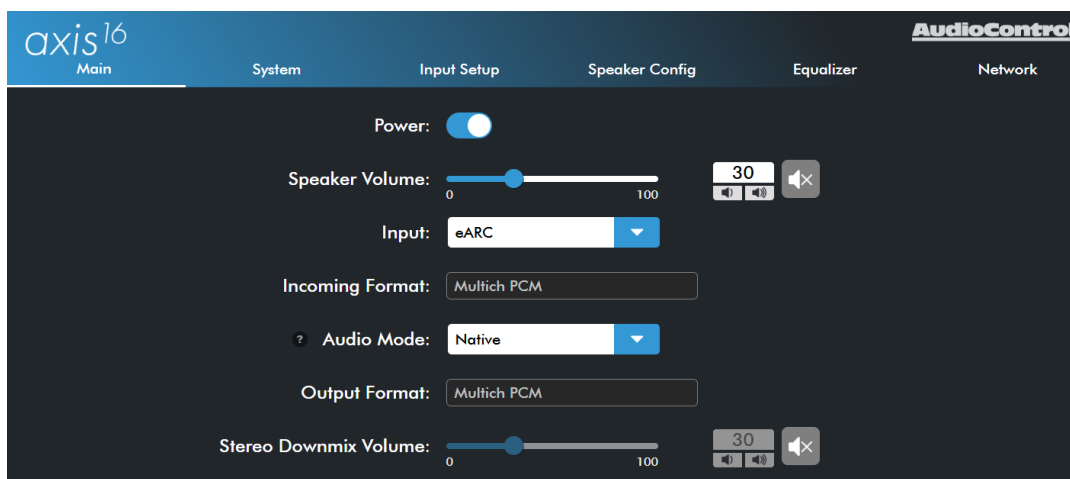 axis16
AudioControl
Main System Input Setup Speaker Config Equalizer Network
Power:
Speaker Volume: 30
0 100
Input: eARC
Incoming Format: Multich PCM
? Audio Mode: Native
Output Format: Multich PCM
Stereo Downmix Volume: 30
0 100